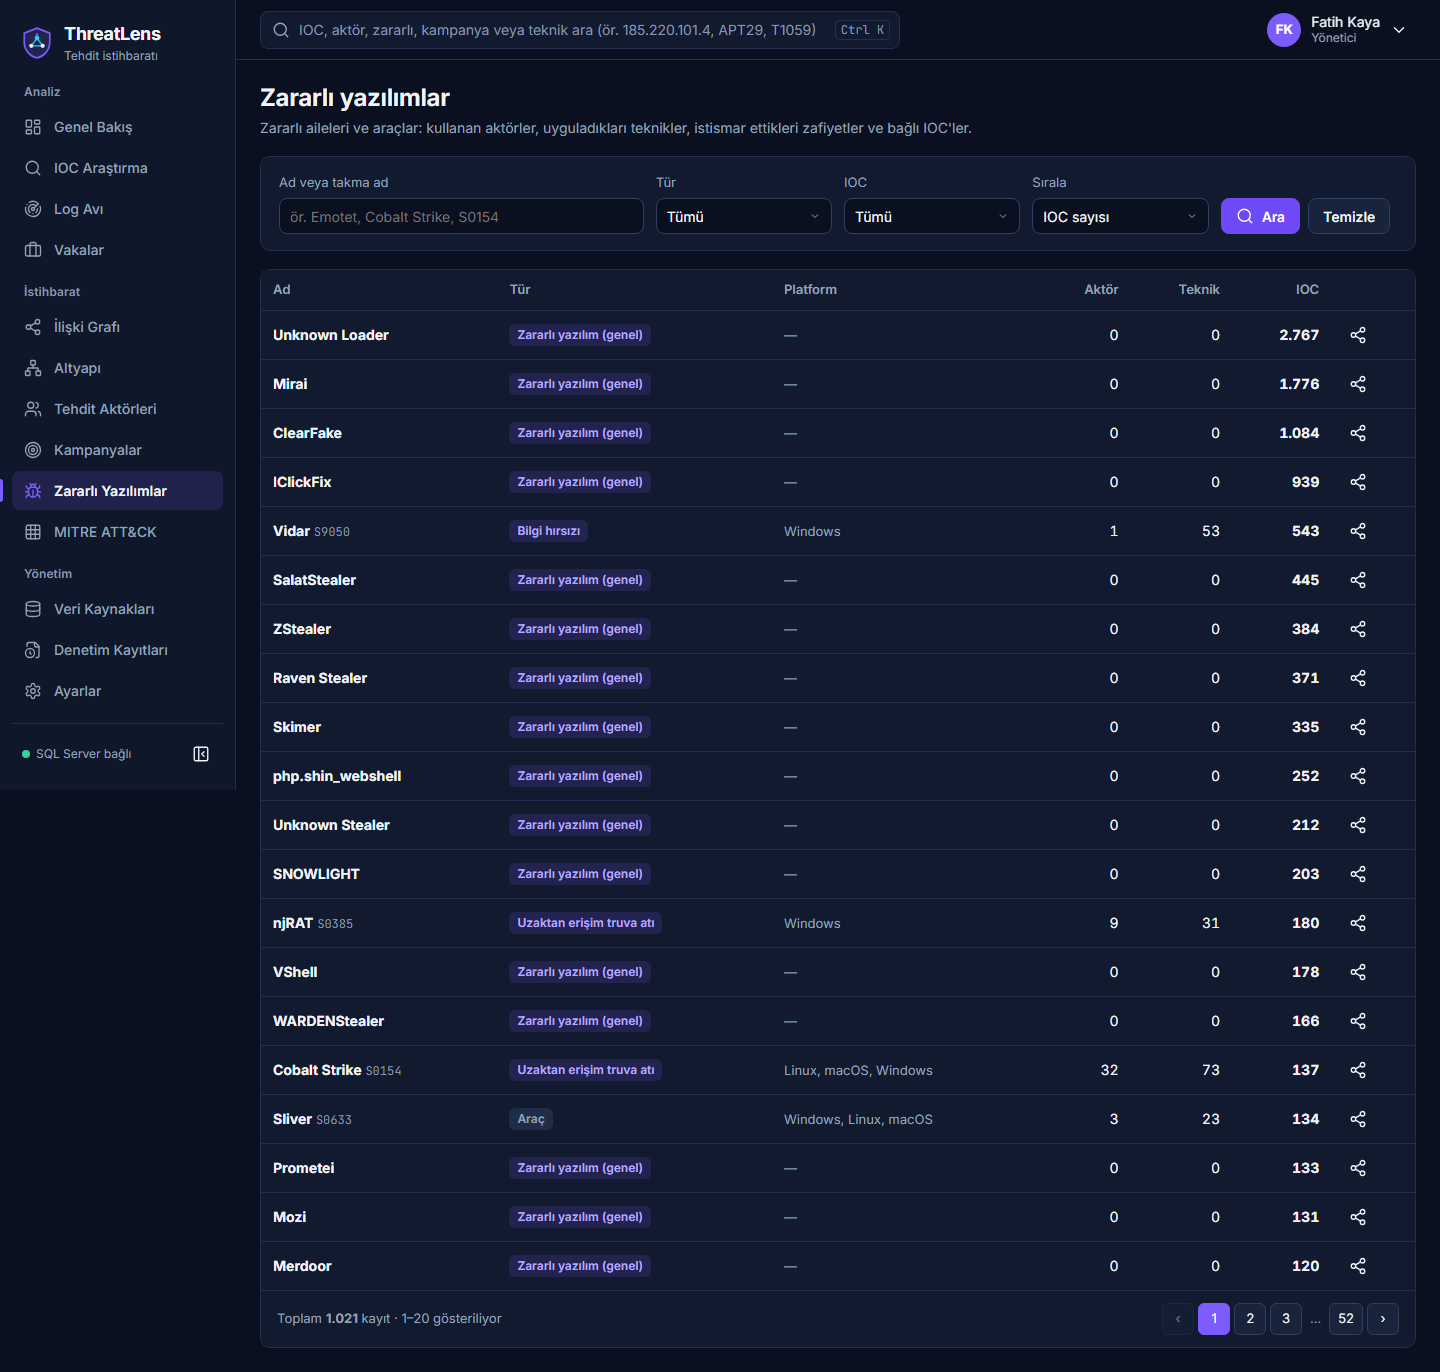 ThreatLens
Tehdit istihbaratı
Analiz
Genel Bakış
IOC Araştırma
Log Avı
Vakalar
İstihbarat
İlişki Grafı
Altyapı
Tehdit Aktörleri
Kampanyalar
Zararlı Yazılımlar
MITRE ATT&CK
Yönetim
Veri Kaynakları
Denetim Kayıtları
Ayarlar
SQL Server bağlı
IOC, aktör, zararlı, kampanya veya teknik ara (ör. 185.220.101.4, APT29, T1059) Ctrl K
FK Fatih Kaya
Yönetici
Zararlı yazılımlar
Zararlı aileleri ve araçlar: kullanan aktörler, uyguladıkları teknikler, istismar ettikleri zafiyetler ve bağlı IOC'ler.
Ad veya takma ad Tür IOC Sırala
ör. Emotet, Cobalt Strike, S0154 Tümü Tümü IOC sayısı Ara Temizle
Ad Tür Platform Aktör Teknik IOC
Unknown Loader Zararlı yazılım (genel) — 0 0 2.767
Mirai Zararlı yazılım (genel) — 0 0 1.776
ClearFake Zararlı yazılım (genel) — 0 0 1.084
IClickFix Zararlı yazılım (genel) — 0 0 939
Vidar S9050 Bilgi hırsızı Windows 1 53 543
SalatStealer Zararlı yazılım (genel) — 0 0 445
ZStealer Zararlı yazılım (genel) — 0 0 384
Raven Stealer Zararlı yazılım (genel) — 0 0 371
Skimer Zararlı yazılım (genel) — 0 0 335
php.shin_webshell Zararlı yazılım (genel) — 0 0 252
Unknown Stealer Zararlı yazılım (genel) — 0 0 212
SNOWLIGHT Zararlı yazılım (genel) — 0 0 203
njRAT S0385 Uzaktan erişim truva atı Windows 9 31 180
VShell Zararlı yazılım (genel) — 0 0 178
WARDENStealer Zararlı yazılım (genel) — 0 0 166
Cobalt Strike S0154 Uzaktan erişim truva atı Linux, macOS, Windows 32 73 137
Sliver S0633 Araç Windows, Linux, macOS 3 23 134
Prometei Zararlı yazılım (genel) — 0 0 133
Mozi Zararlı yazılım (genel) — 0 0 131
Merdoor Zararlı yazılım (genel) — 0 0 120
Toplam 1.021 kayıt · 1–20 gösteriliyor ‹ 1 2 3 … 52 ›